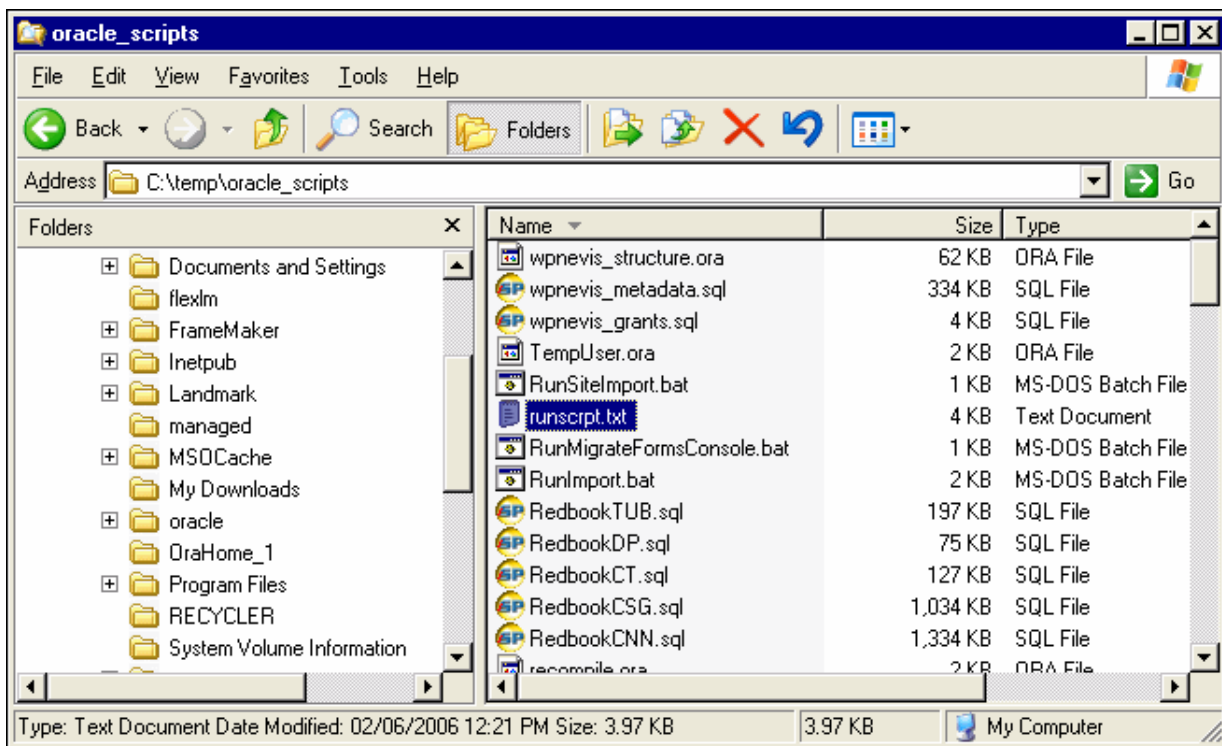 oracle_scripts
File Edit View Favorites Tools Help
Back Search Folders
Address C:\temp\oracle_scripts Go
Folders
Documents and Settings
flexlm
FrameMaker
Inetpub
Landmark
managed
MSOCache
My Downloads
oracle
OraHome_1
Program Files
RECYCLER
System Volume Information
Name Size Type
wpnevis_structure.ora 62 KB ORA File
wpnevis_metadata.sql 334 KB SQL File
wpnevis_grants.sql 4 KB SQL File
TempUser.ora 2 KB ORA File
RunSiteImport.bat 1 KB MS-DOS Batch File
runscrpt.txt 4 KB Text Document
RunMigrateFormsConsole.bat 1 KB MS-DOS Batch File
RunImport.bat 2 KB MS-DOS Batch File
RedbookTUB.sql 197 KB SQL File
RedbookDP.sql 75 KB SQL File
RedbookCT.sql 127 KB SQL File
RedbookCSG.sql 1,034 KB SQL File
RedbookCNN.sql 1,334 KB SQL File
recompile.ora 2 KB ORA File
Type: Text Document Date Modified: 02/06/2006 12:21 PM Size: 3.97 KB 3.97 KB My Computer